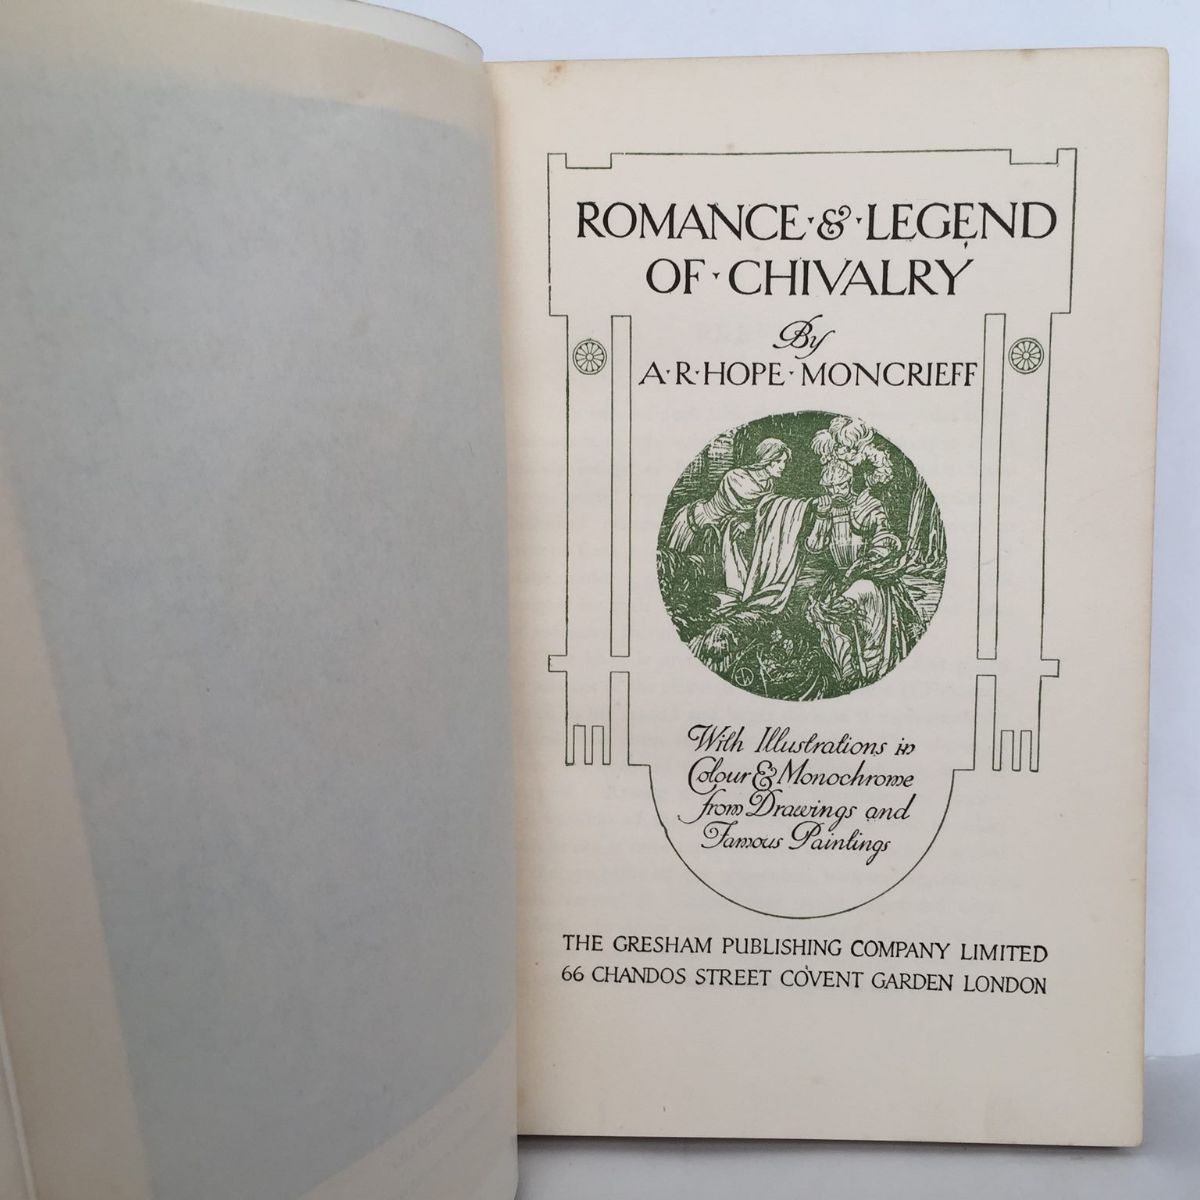 ROMANCE · & · LEGEND
OF · CHIVALRY
By
A · R · HOPE · MONCRIEFF
With Illustrations in
Colour & Monochrome
from Drawings and
Famous Paintings
THE GRESHAM PUBLISHING COMPANY LIMITED
66 CHANDOS STREET COVENT GARDEN LONDON